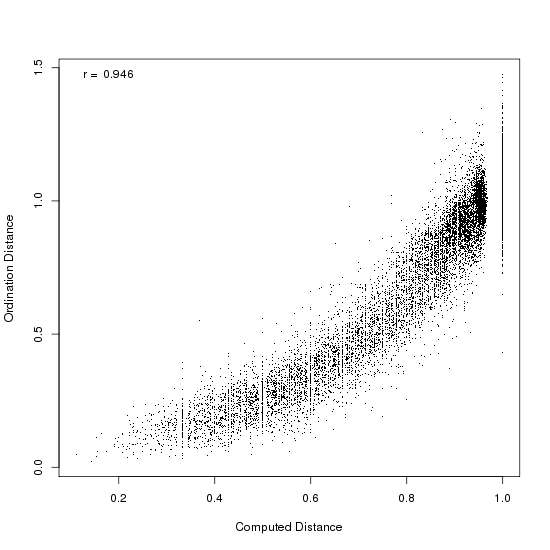 r = 0.946
1.5
1.0
0.5
0.0
Ordination Distance
0.2 0.4 0.6 0.8 1.0
Computed Distance